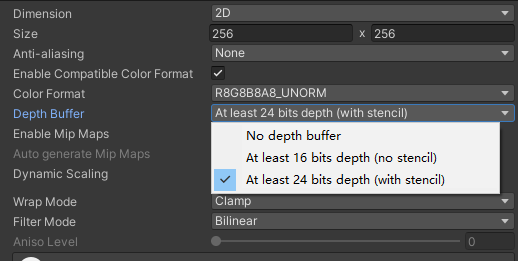 Dimension 2D
Size 256 x 256
Anti-aliasing None
Enable Compatible Color Format
Color Format R8G8B8A8_UNORM
Depth Buffer At least 24 bits depth (with stencil)
No depth buffer
Enable Mip Maps
At least 16 bits depth (no stencil)
Auto generate Mip Maps
At least 24 bits depth (with stencil)
Dynamic Scaling
Wrap Mode Clamp
Filter Mode Bilinear
Aniso Level 0